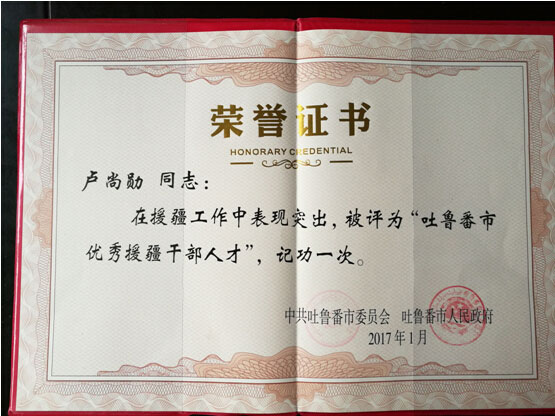 荣誉证书
HONORARY CREDENTIAL
卢尚勋 同志：
在援疆工作中表现突出，被评为“吐鲁番市
优秀援疆干部人才”，记功一次。
中共吐鲁番市委员会 吐鲁番市人民政府
2017年1月